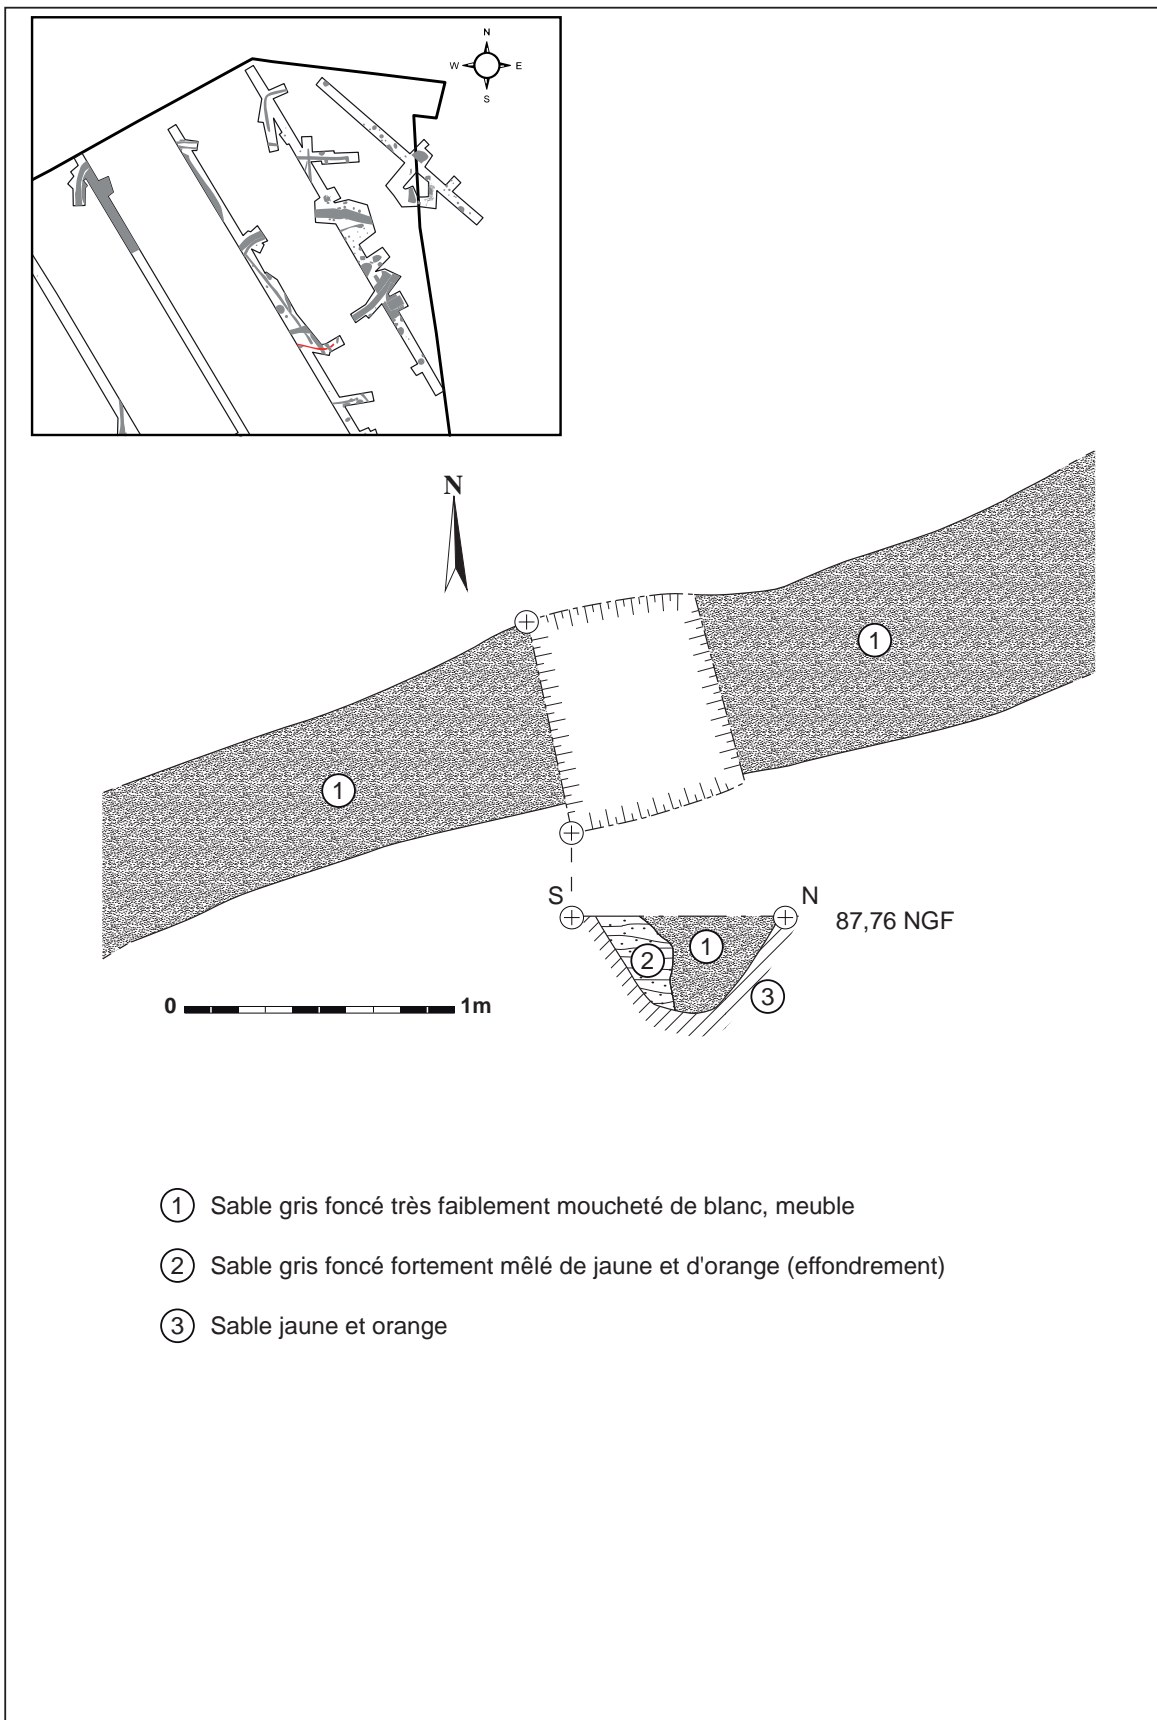 N
W E
S
N
1
1
S N
87,76 NGF
1
2
3
0 1m
1 Sable gris foncé très faiblement moucheté de blanc, meuble
2 Sable gris foncé fortement mêlé de jaune et d'orange (effondrement)
3 Sable jaune et orange